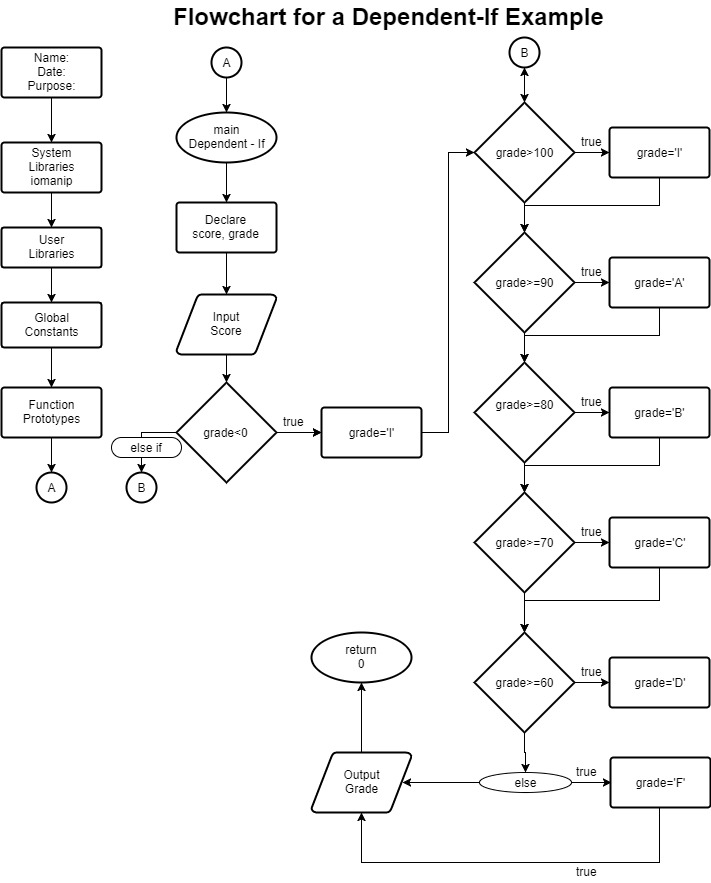 Flowchart for a Dependent-If Example
Name:
Date:
Purpose:
System
Libraries
iomanip
User
Libraries
Global
Constants
Function
Prototypes
A
A
main
Dependent - If
Declare
score, grade
Input
Score
grade<0
true
grade='I'
else if
B
B
grade>100
true
grade='I'
grade>=90
true
grade='A'
grade>=80
true
grade='B'
grade>=70
true
grade='C'
grade>=60
true
grade='D'
else
true
grade='F'
true
Output
Grade
return
0